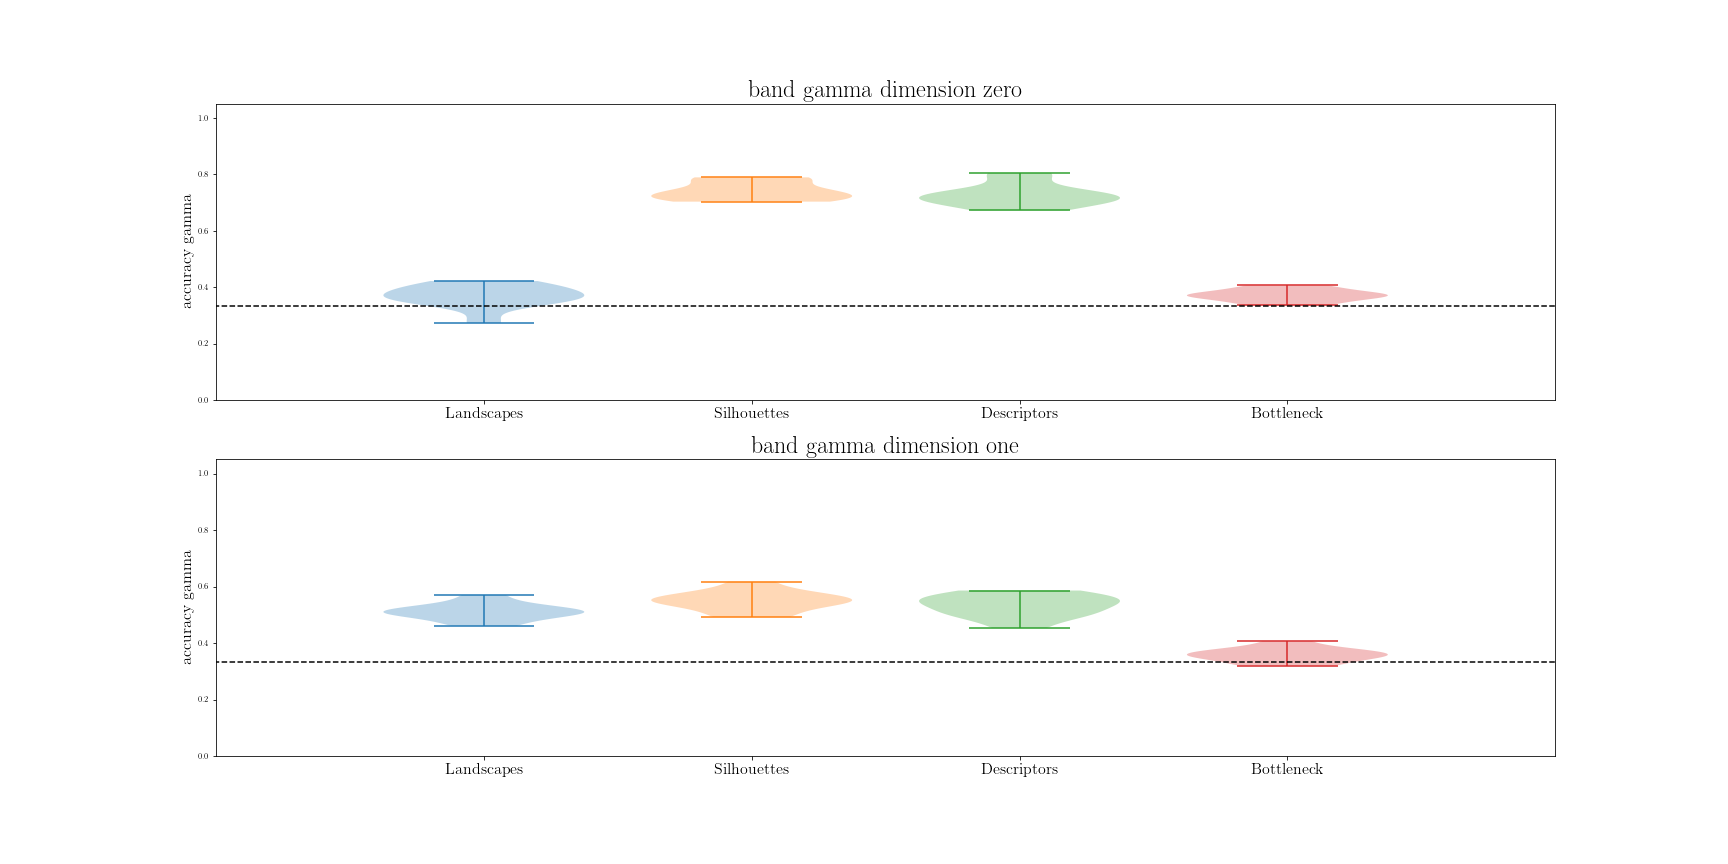 band gamma dimension zero
accuracy gamma
1.0
0.8
0.6
0.4
0.2
0.0
Landscapes Silhouettes Descriptors Bottleneck
band gamma dimension one
accuracy gamma
1.0
0.8
0.6
0.4
0.2
0.0
Landscapes Silhouettes Descriptors Bottleneck